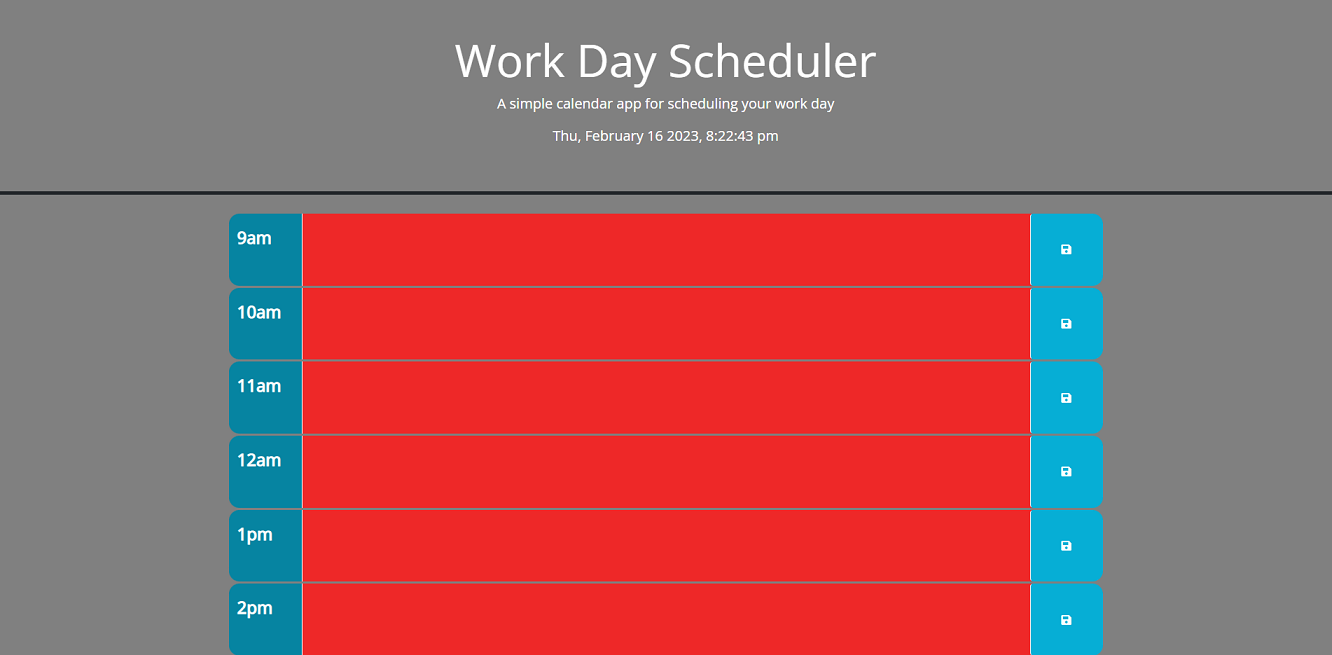 Work Day Scheduler
A simple calendar app for scheduling your work day
Thu, February 16 2023, 8:22:43 pm
9am
10am
11am
12am
1pm
2pm